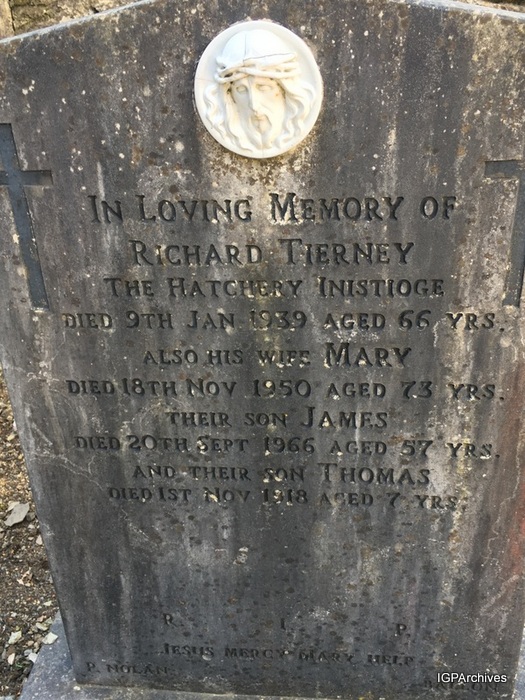 IN LOVING MEMORY OF
RICHARD TIERNEY
THE HATCHERY INISTIOGE
DIED 9TH JAN 1939 AGED 66 YRS.
ALSO HIS WIFE MARY
DIED 18TH NOV 1950 AGED 73 YRS.
THEIR SON JAMES
DIED 20TH SEPT 1966 AGED 57 YRS.
AND THEIR SON THOMAS
DIED 1ST NOV 1918 AGED 7 YRS.
R. I. P.
JESUS MERCY MARY HELP
P. NOLAN
IGPArchives